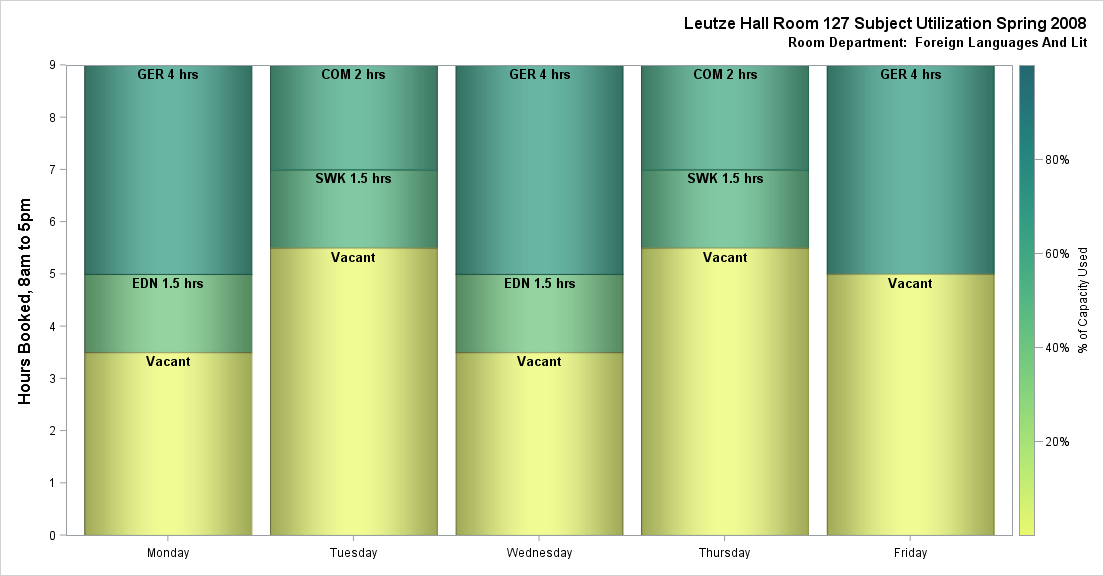 Leutze Hall Room 127 Subject Utilization Spring 2008
Room Department: Foreign Languages And Lit
Hours Booked, 8am to 5pm
9
8
7
6
5
4
3
2
1
0
GER 4 hrs
EDN 1.5 hrs
Vacant
COM 2 hrs
SWK 1.5 hrs
Vacant
GER 4 hrs
EDN 1.5 hrs
Vacant
COM 2 hrs
SWK 1.5 hrs
Vacant
GER 4 hrs
Vacant
Monday
Tuesday
Wednesday
Thursday
Friday
80%
60%
40%
20%
% of Capacity Used